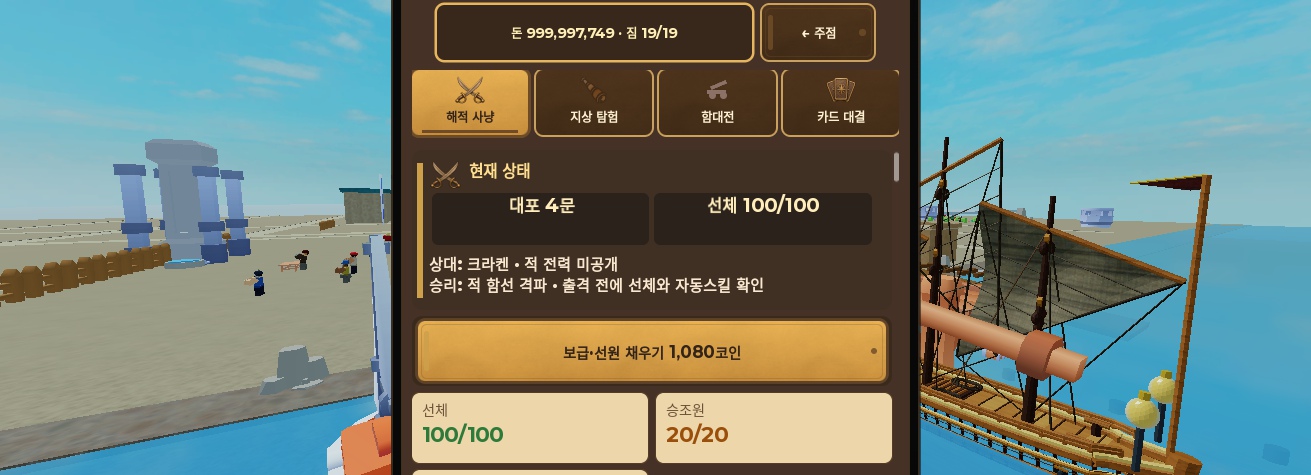 돈 999,997,749 · 짐 19/19
← 주점
해적 사냥
지상 탐험
함대전
카드 대결
현재 상태
대포 4문
선체 100/100
상대: 크라켄 • 적 전력 미공개
승리: 적 함선 격파 • 출격 전에 선체와 자동스킬 확인
보급·선원 채우기 1,080코인
선체
승조원
100/100
20/20